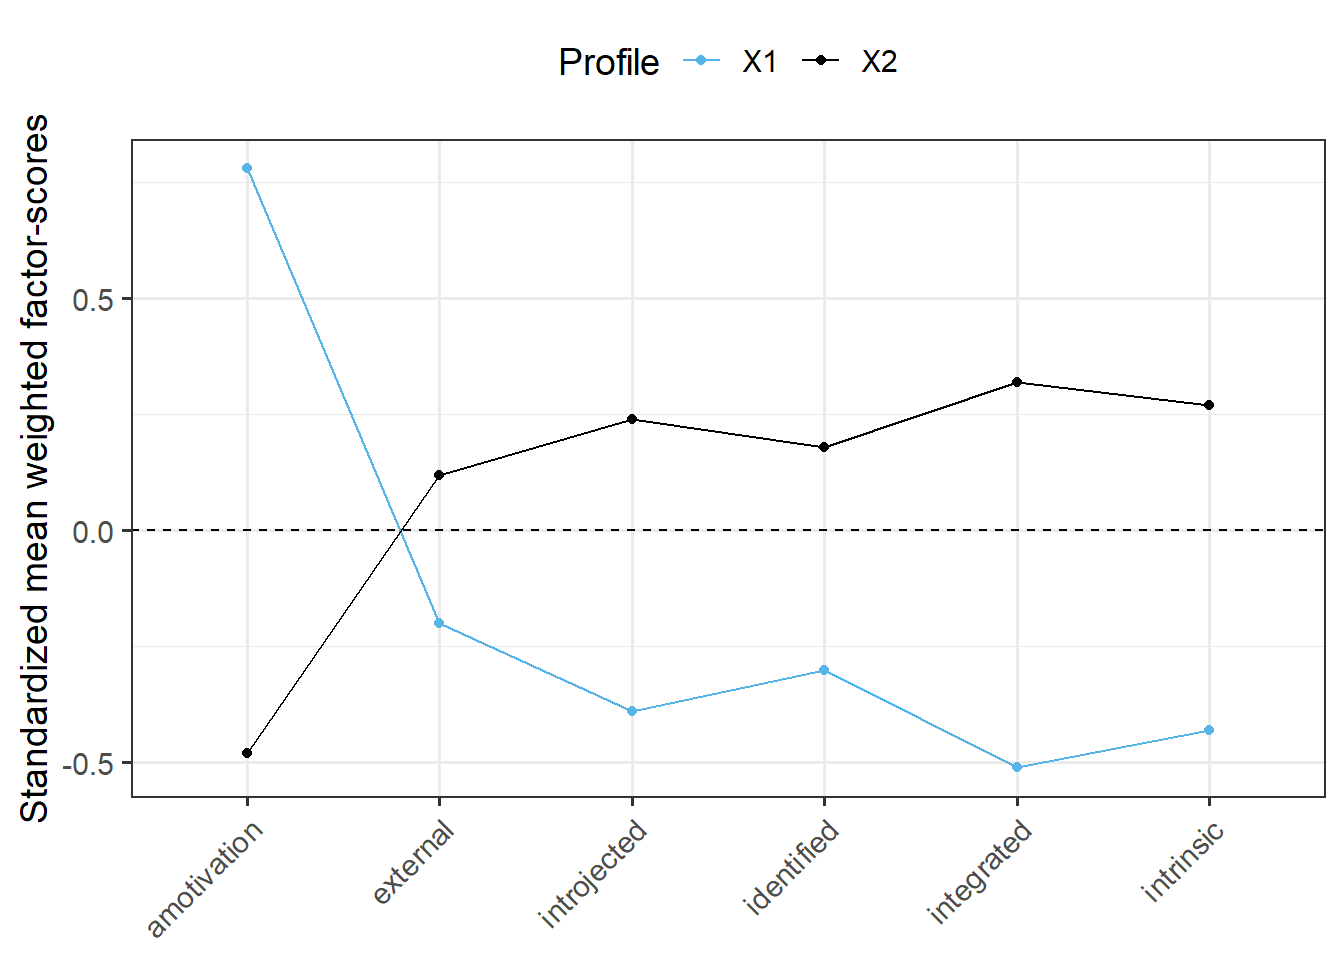 Profile X1 X2
Standardized mean weighted factor-scores
0.5
0.0
-0.5
amotivation
external
introjected
identified
integrated
intrinsic